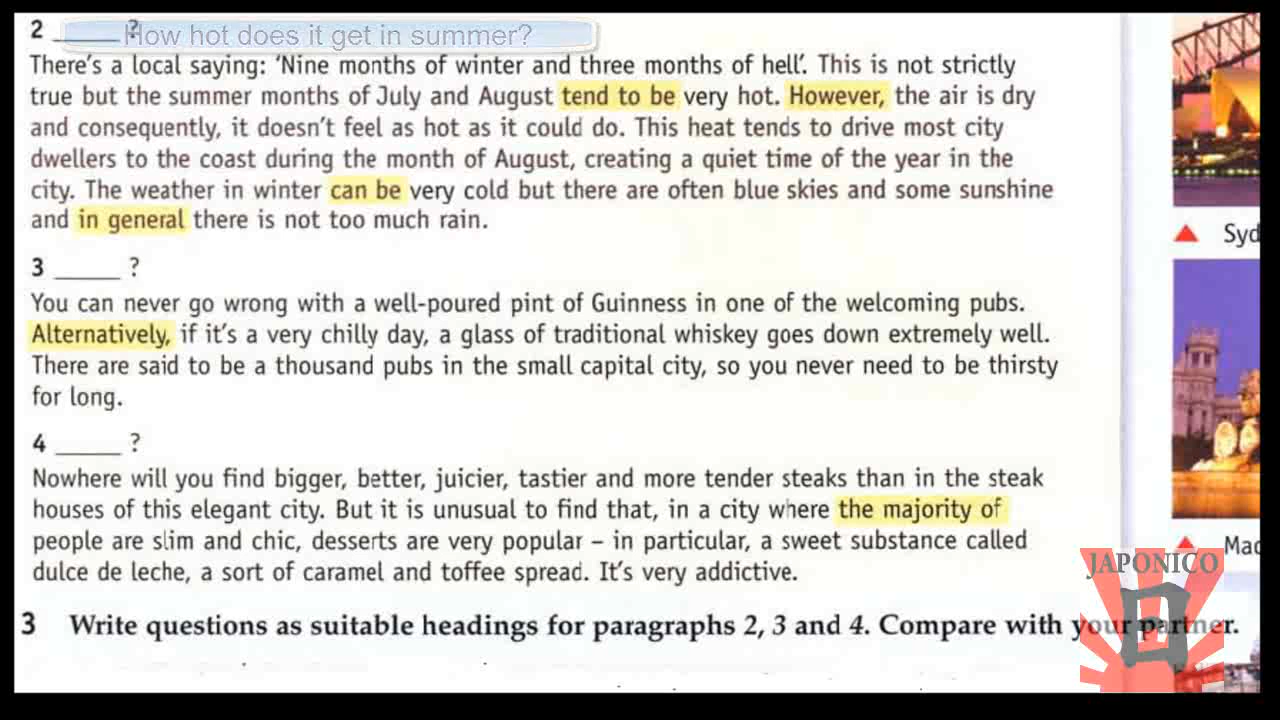 2 _____ ?
How hot does it get in summer?
There's a local saying: 'Nine months of winter and three months of hell'. This is not strictly
true but the summer months of July and August tend to be very hot. However, the air is dry
and consequently, it doesn't feel as hot as it could do. This heat tends to drive most city
dwellers to the coast during the month of August, creating a quiet time of the year in the
city. The weather in winter can be very cold but there are often blue skies and some sunshine
and in general there is not too much rain.
3 _____ ?
You can never go wrong with a well-poured pint of Guinness in one of the welcoming pubs.
Alternatively, if it's a very chilly day, a glass of traditional whiskey goes down extremely well.
There are said to be a thousand pubs in the small capital city, so you never need to be thirsty
for long.
4 _____ ?
Nowhere will you find bigger, better, juicier, tastier and more tender steaks than in the steak
houses of this elegant city. But it is unusual to find that, in a city where the majority of
people are slim and chic, desserts are very popular – in particular, a sweet substance called
dulce de leche, a sort of caramel and toffee spread. It's very addictive.
3 Write questions as suitable headings for paragraphs 2, 3 and 4. Compare with your partner.
Syd
Mad
JAPONICO
日